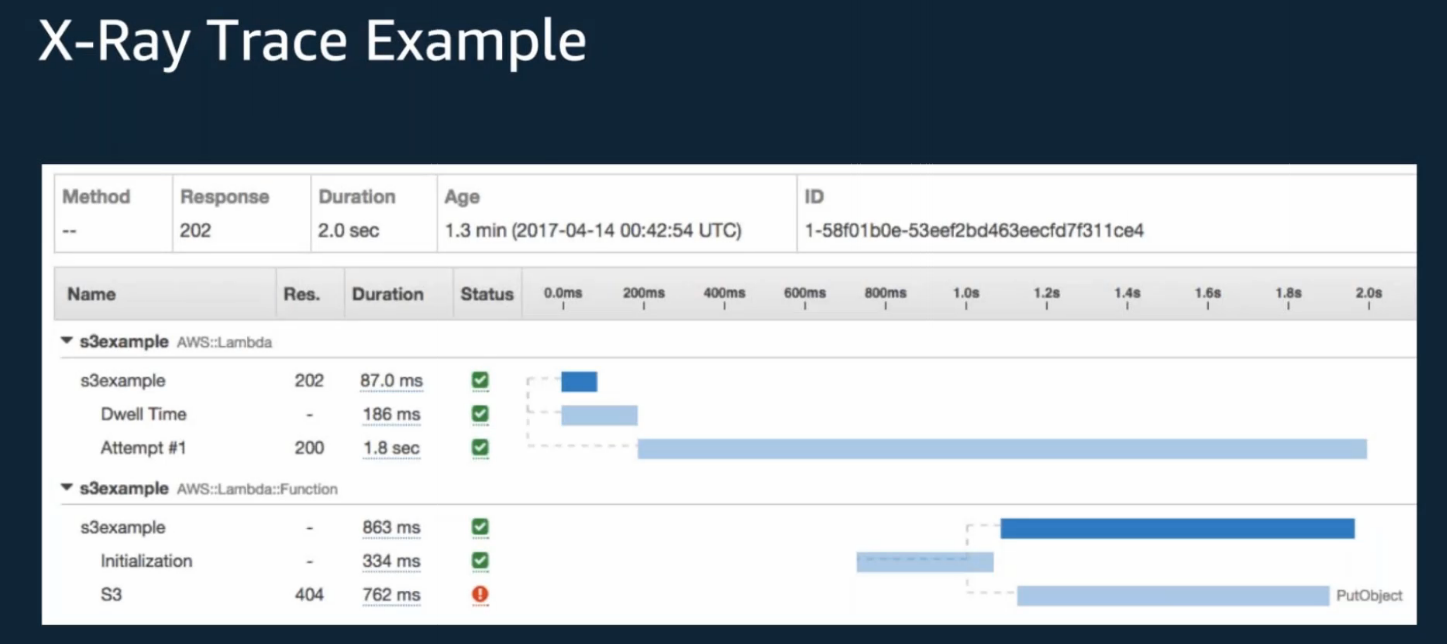 X-Ray Trace Example
Method Response Duration Age ID
-- 202 2.0 sec 1.3 min (2017-04-14 00:42:54 UTC) 1-58f01b0e-53eef2bd463eecfd7f311ce4
Name Res. Duration Status 0.0ms 200ms 400ms 600ms 800ms 1.0s 1.2s 1.4s 1.6s 1.8s 2.0s
s3example AWS::Lambda
s3example 202 87.0 ms
Dwell Time - 186 ms
Attempt #1 200 1.8 sec
s3example AWS::Lambda::Function
s3example - 863 ms
Initialization - 334 ms
S3 404 762 ms PutObject